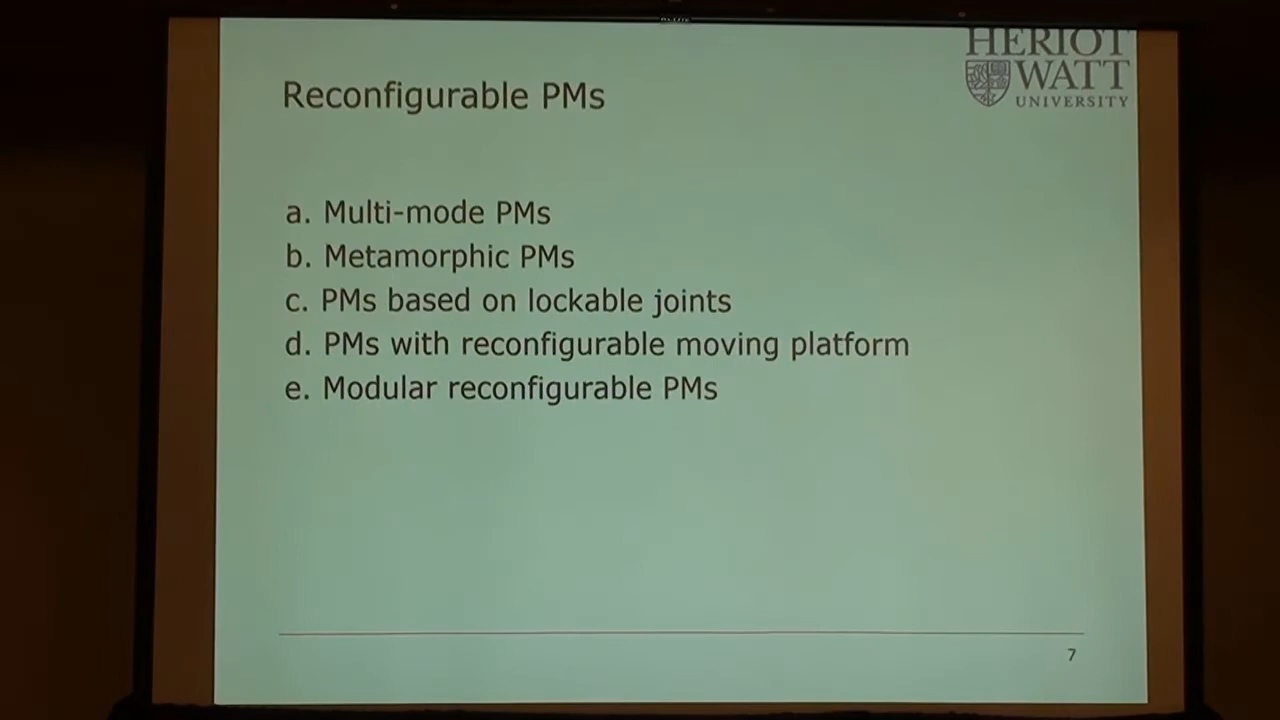 HERIOT
WATT
UNIVERSITY
Reconfigurable PMs
a. Multi-mode PMs
b. Metamorphic PMs
c. PMs based on lockable joints
d. PMs with reconfigurable moving platform
e. Modular reconfigurable PMs
7